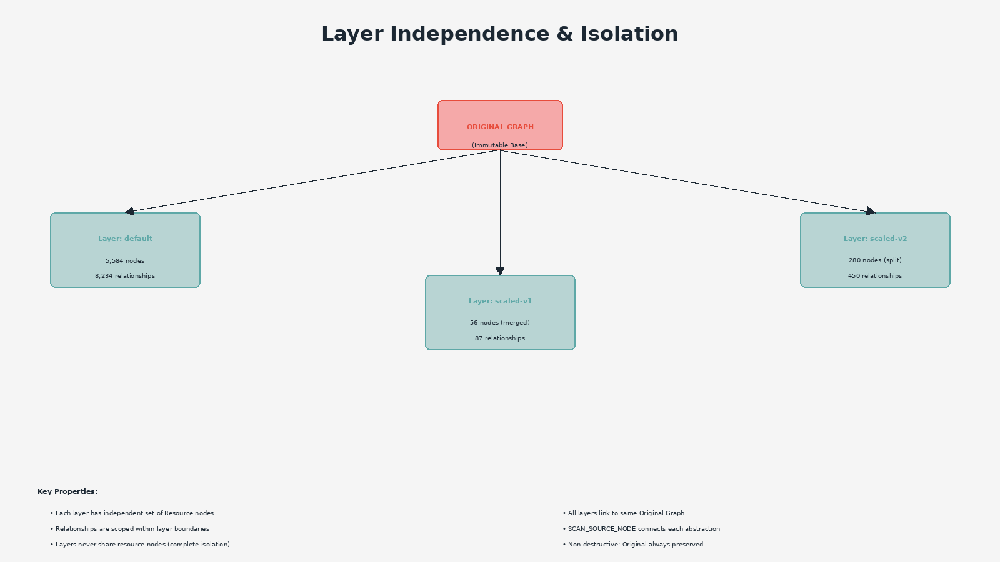 Layer Independence & Isolation
ORIGINAL GRAPH
(Immutable Base)
Layer: default
5,584 nodes
8,234 relationships
Layer: scaled-v1
56 nodes (merged)
87 relationships
Layer: scaled-v2
280 nodes (split)
450 relationships
Key Properties:
• Each layer has independent set of Resource nodes
• Relationships are scoped within layer boundaries
• Layers never share resource nodes (complete isolation)
• All layers link to same Original Graph
• SCAN_SOURCE_NODE connects each abstraction
• Non-destructive: Original always preserved